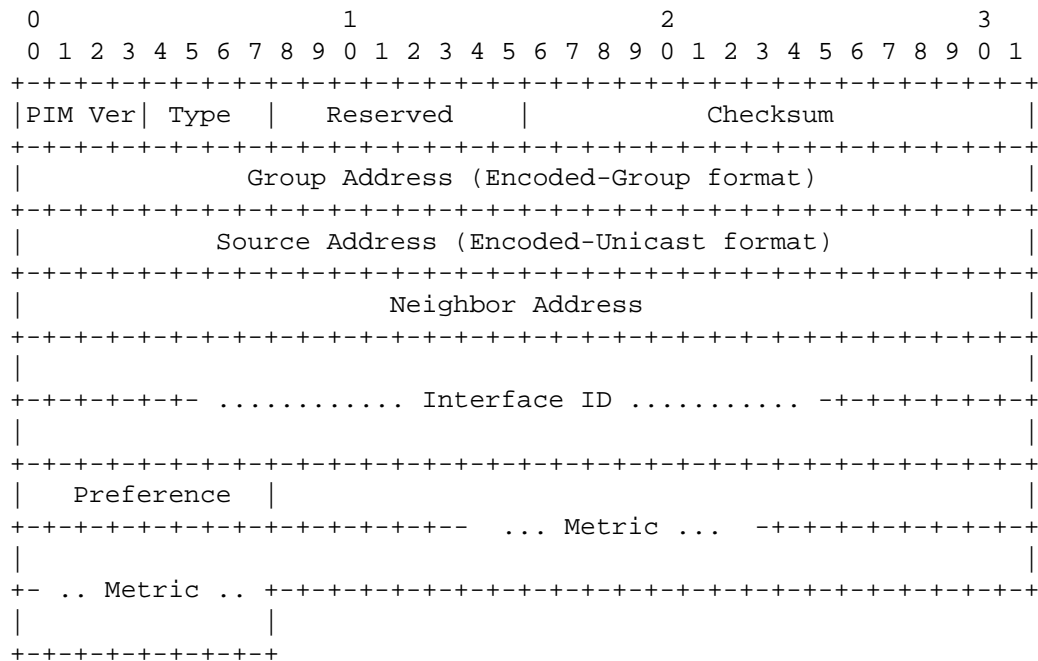 0                   1                   2                   3
 0 1 2 3 4 5 6 7 8 9 0 1 2 3 4 5 6 7 8 9 0 1 2 3 4 5 6 7 8 9 0 1
+-+-+-+-+-+-+-+-+-+-+-+-+-+-+-+-+-+-+-+-+-+-+-+-+-+-+-+-+-+-+-+-+
|PIM Ver| Type  |   Reserved    |           Checksum            |
+-+-+-+-+-+-+-+-+-+-+-+-+-+-+-+-+-+-+-+-+-+-+-+-+-+-+-+-+-+-+-+-+
|              Group Address (Encoded-Group format)             |
+-+-+-+-+-+-+-+-+-+-+-+-+-+-+-+-+-+-+-+-+-+-+-+-+-+-+-+-+-+-+-+-+
|            Source Address (Encoded-Unicast format)            |
+-+-+-+-+-+-+-+-+-+-+-+-+-+-+-+-+-+-+-+-+-+-+-+-+-+-+-+-+-+-+-+-+
|                       Neighbor Address                        |
+-+-+-+-+-+-+-+-+-+-+-+-+-+-+-+-+-+-+-+-+-+-+-+-+-+-+-+-+-+-+-+-+
|                                                               |
+-+-+-+-+-+- ............ Interface ID ........... -+-+-+-+-+-+-+
|                                                               |
+-+-+-+-+-+-+-+-+-+-+-+-+-+-+-+-+-+-+-+-+-+-+-+-+-+-+-+-+-+-+-+-+
|   Preference  |                                               |
+-+-+-+-+-+-+-+-+-+-+-+-+-+--  ... Metric ...  -+-+-+-+-+-+-+-+-+
|                                                               |
+- .. Metric .. +-+-+-+-+-+-+-+-+-+-+-+-+-+-+-+-+-+-+-+-+-+-+-+-+
|               |
+-+-+-+-+-+-+-+-+